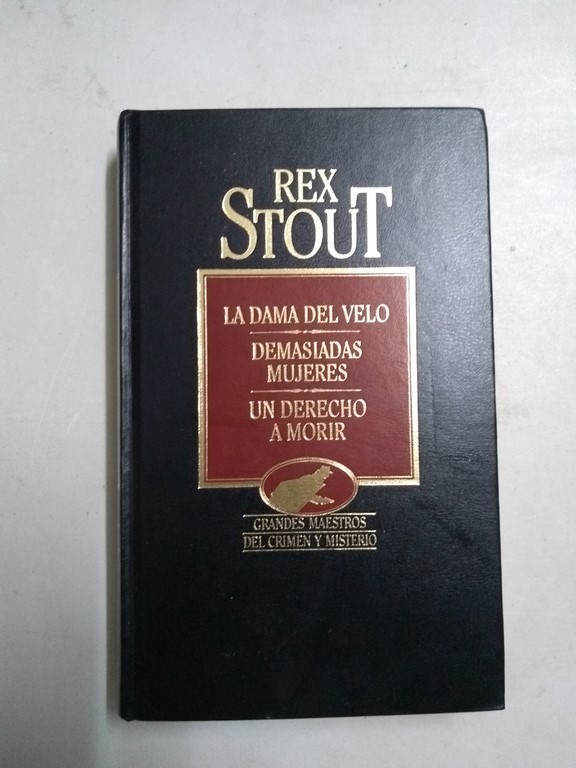 REX
STOUT
LA DAMA DEL VELO
DEMASIADAS
MUJERES
UN DERECHO
A MORIR
GRANDES MAESTROS
DEL CRIMEN Y MISTERIO